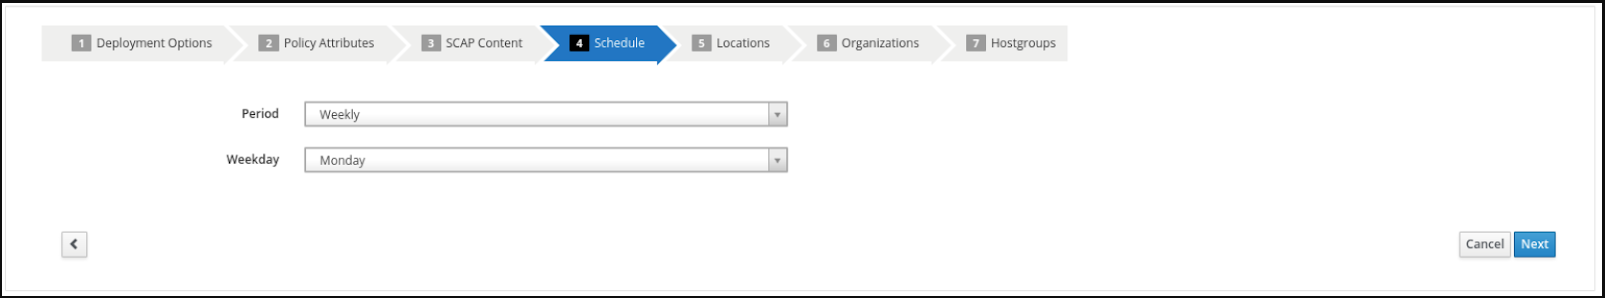 1 Deployment Options 2 Policy Attributes 3 SCAP Content 4 Schedule 5 Locations 6 Organizations 7 Hostgroups
Period Weekly
Weekday Monday
Cancel Next